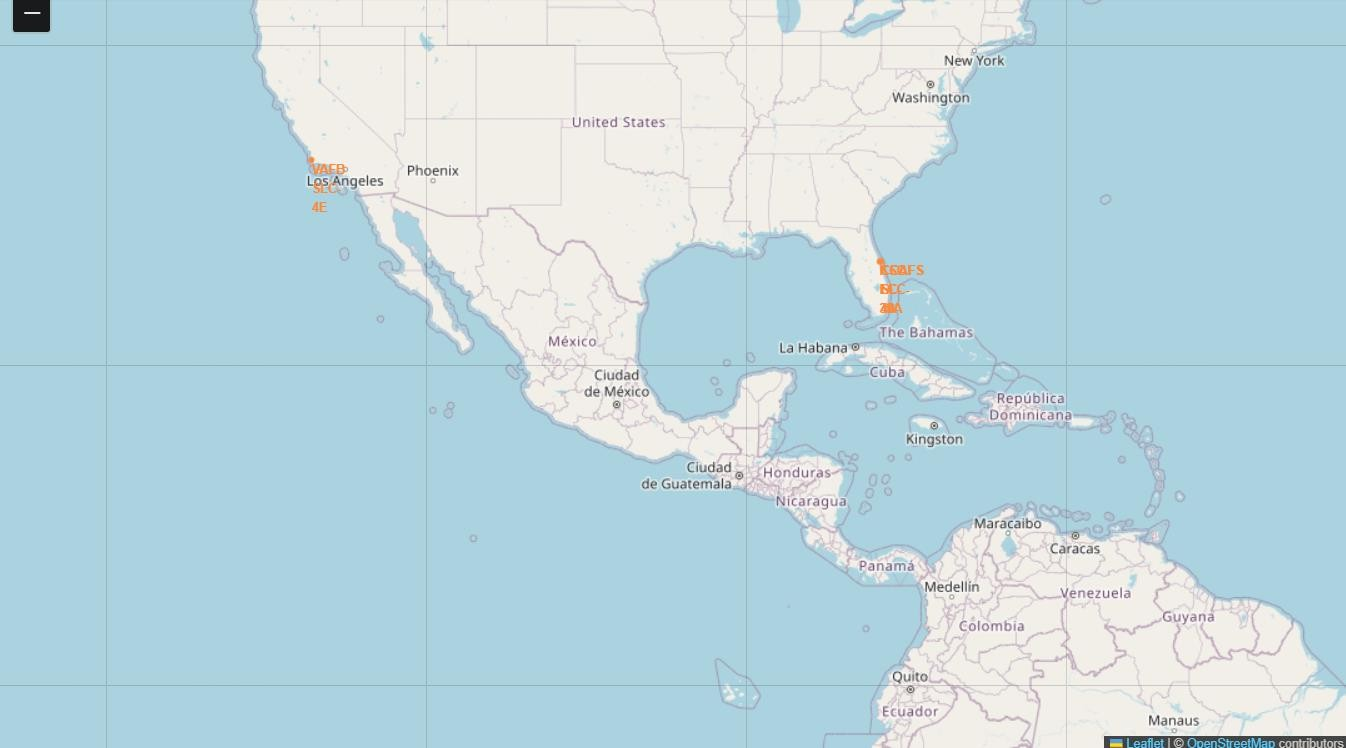 New York
Washington
United States
Phoenix
VAFB
Los Angeles
SLC-
4E
México
La Habana
The Bahamas
Cuba
Ciudad
de México
República
Dominicana
Kingston
Ciudad
de Guatemala
Honduras
Nicaragua
Maracaibo
Caracas
Panamá
Medellín
Venezuela
Colombia
Guyana
Quito
Ecuador
Manaus
Leaflet | © OpenStreetMap contributors